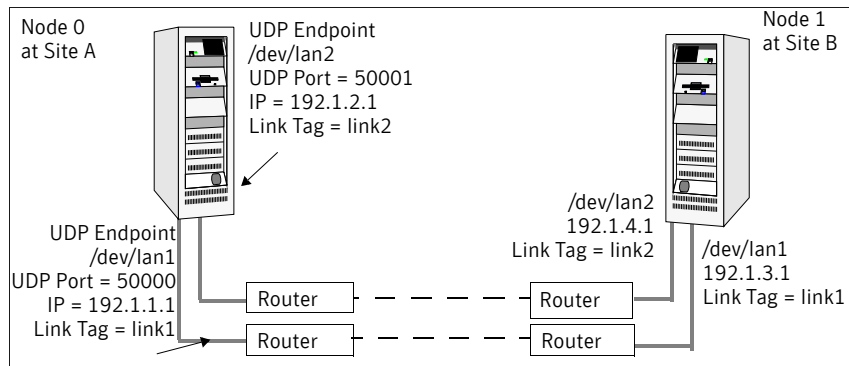 Node 0
at Site A
UDP Endpoint
/dev/lan2
UDP Port = 50001
IP = 192.1.2.1
Link Tag = link2
Node 1
at Site B
UDP Endpoint
/dev/lan1
UDP Port = 50000
IP = 192.1.1.1
Link Tag = link1
/dev/lan2
192.1.4.1
Link Tag = link2
/dev/lan1
192.1.3.1
Link Tag = link1
Router
Router
Router
Router